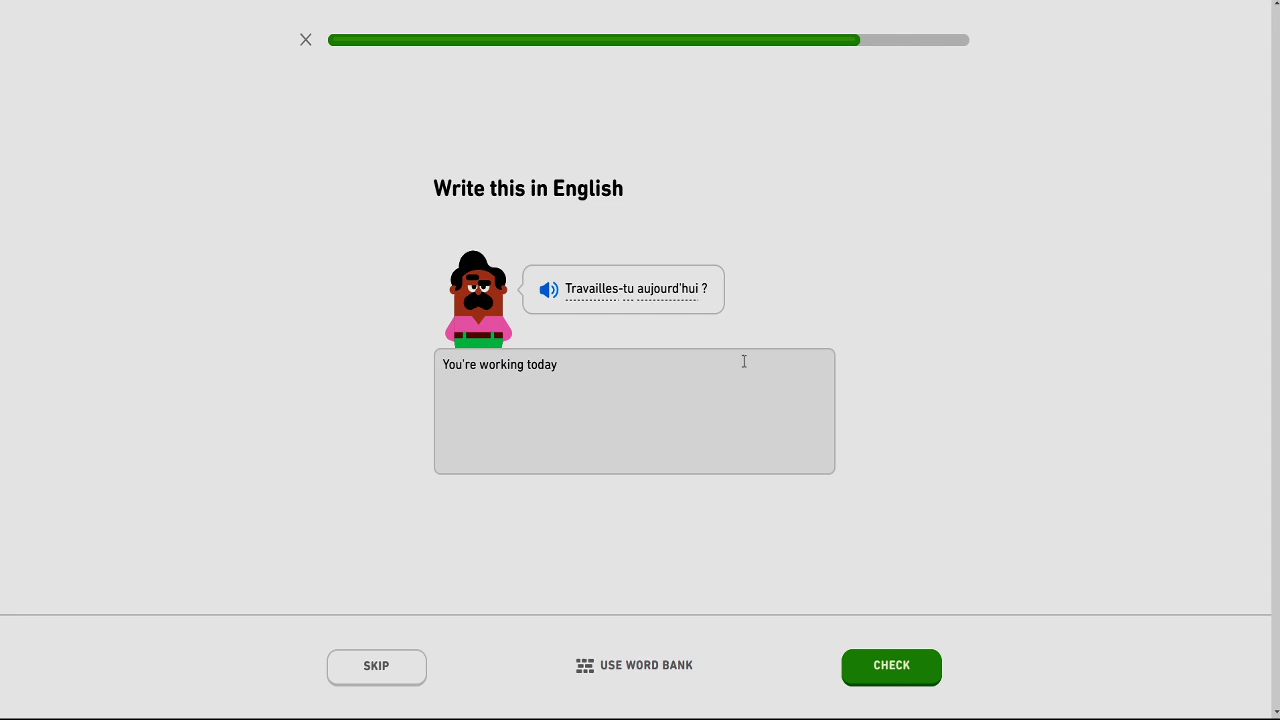 Write this in English
Travailles-tu aujourd'hui ?
You're working today
SKIP
USE WORD BANK
CHECK